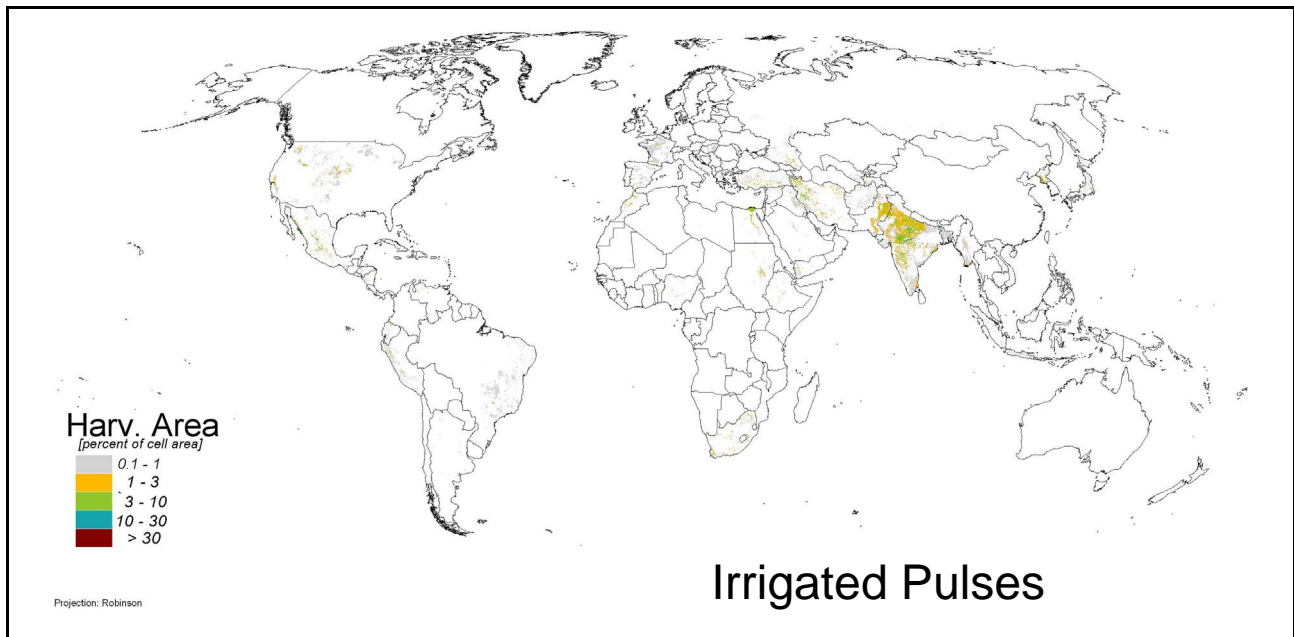 Harv. Area
[percent of cell area]
0.1 - 1
1 - 3
3 - 10
10 - 30
> 30
Irrigated Pulses
Projection: Robinson